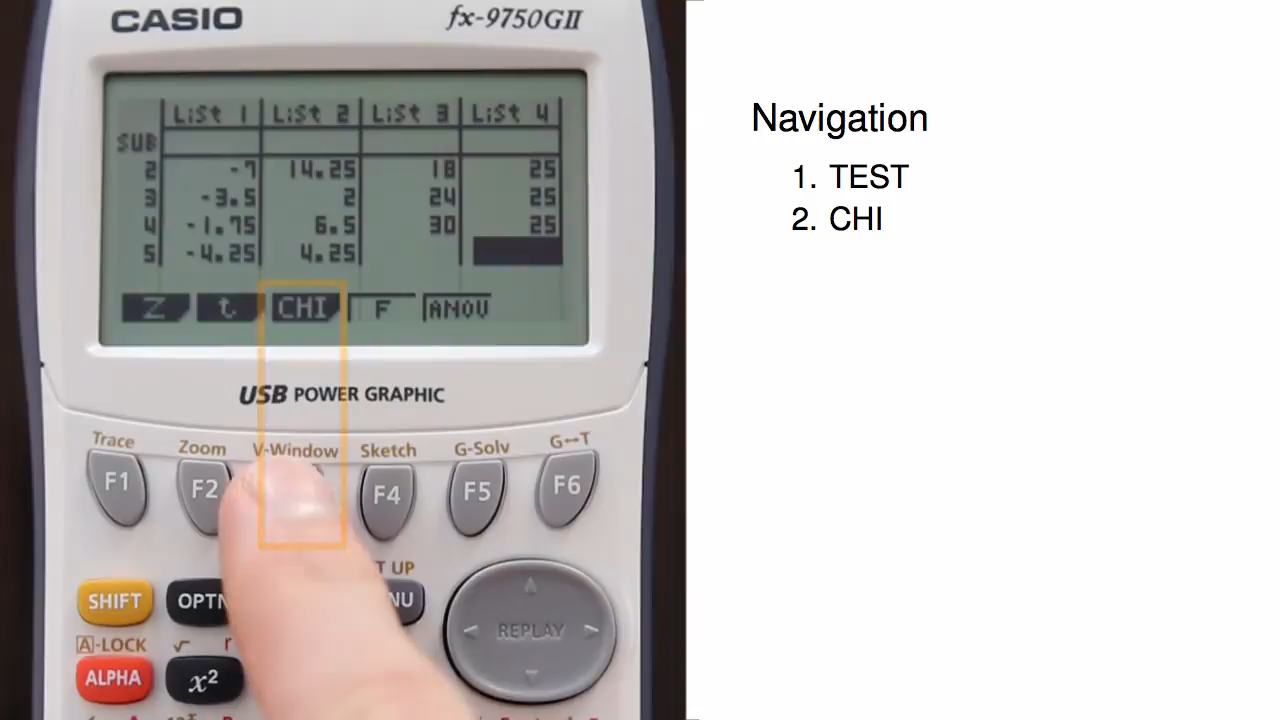 CASIO fx-9750GII
List 1 List 2 List 3 List 4
SUB
2 -7 14.25 18 25
3 -3.5 2 24 25
4 -1.75 6.5 30 25
5 -4.25 4.25
Z t CHI F ANOV
USB POWER GRAPHIC
Trace Zoom V-Window Sketch G-Solv G↔T
F1 F2 F4 F5 F6
T UP
SHIFT OPTN NU
REPLAY
A-LOCK √ r
ALPHA x²
Navigation
1. TEST
2. CHI